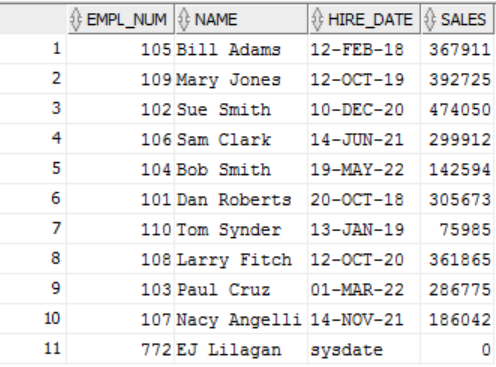 EMPL_NUM NAME HIRE_DATE SALES
1 105 Bill Adams 12-FEB-18 367911
2 109 Mary Jones 12-OCT-19 392725
3 102 Sue Smith 10-DEC-20 474050
4 106 Sam Clark 14-JUN-21 299912
5 104 Bob Smith 19-MAY-22 142594
6 101 Dan Roberts 20-OCT-18 305673
7 110 Tom Synder 13-JAN-19 75985
8 108 Larry Fitch 12-OCT-20 361865
9 103 Paul Cruz 01-MAR-22 286775
10 107 Nacy Angelli 14-NOV-21 186042
11 772 EJ Lilagan sysdate 0